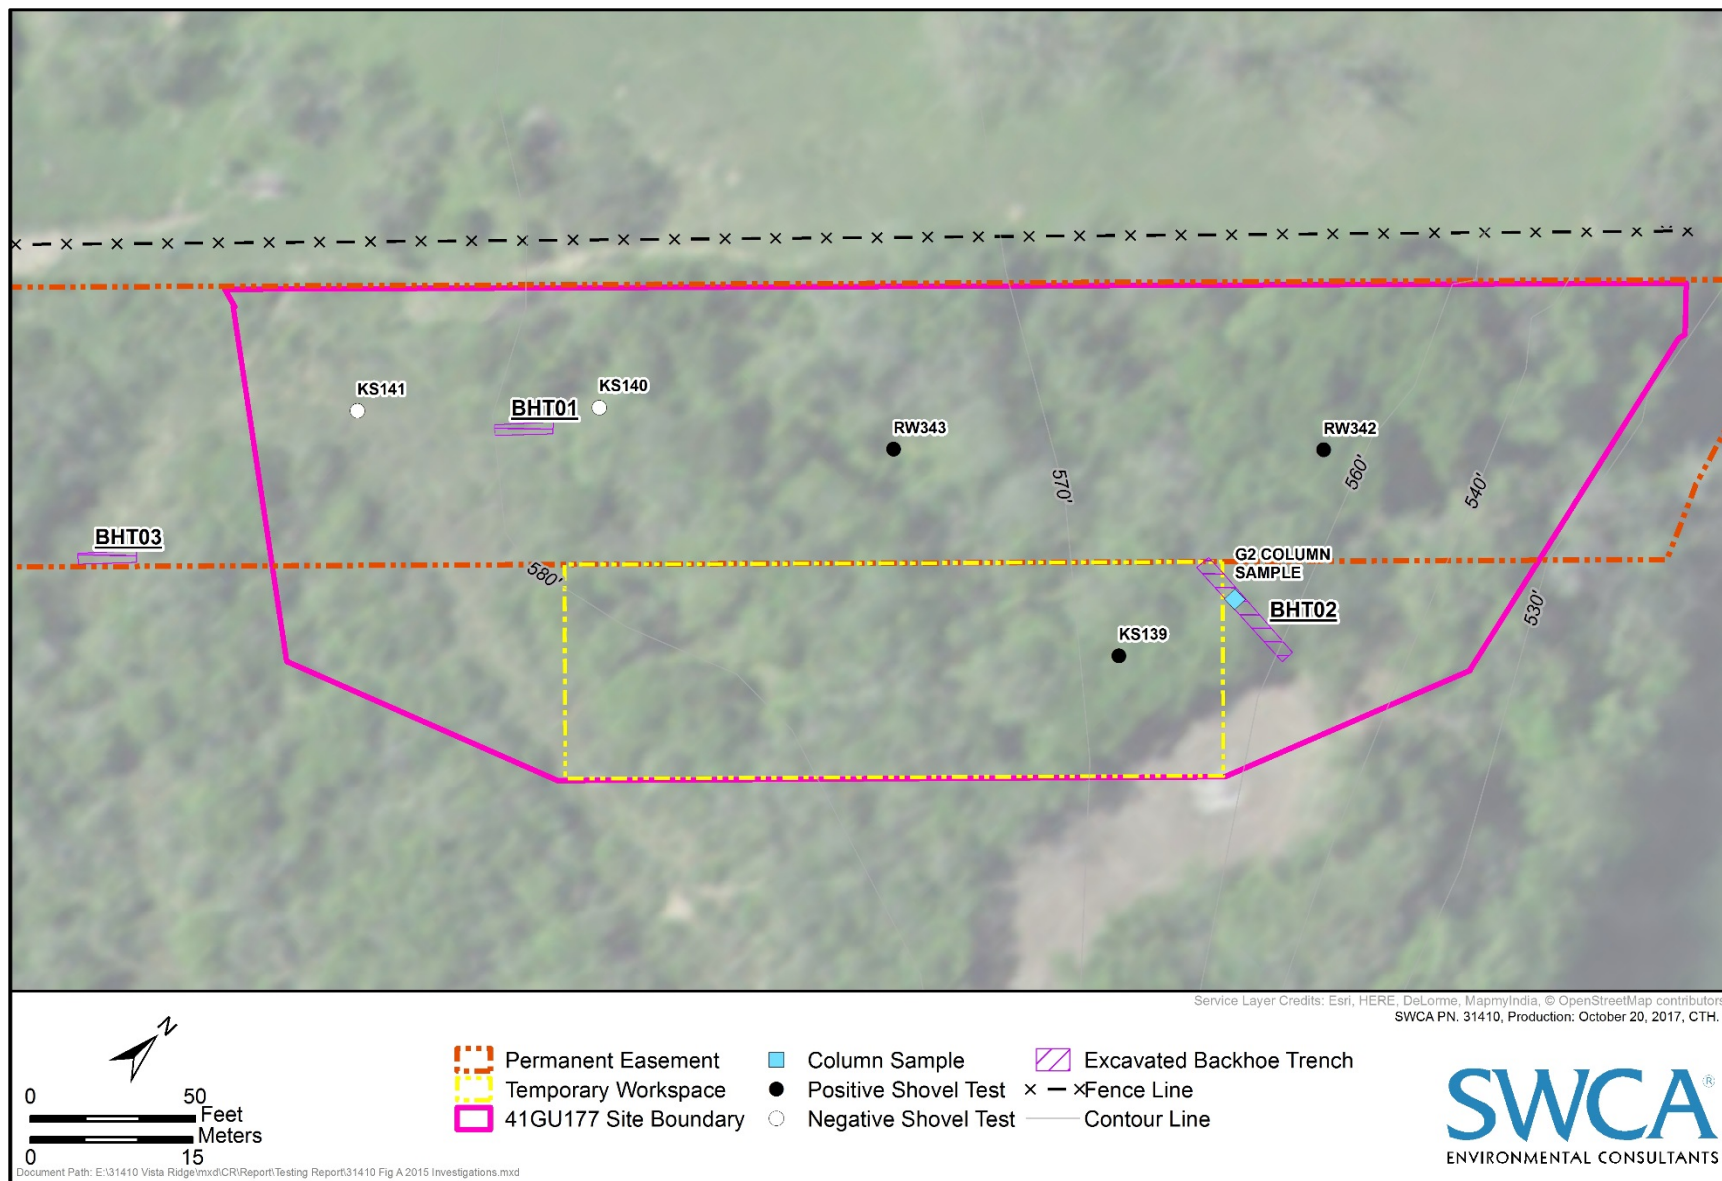 KS141
KS140
BHT01
RW343
RW342
570'
560'
540'
BHT03
580'
G2 COLUMN
SAMPLE
BHT02
530'
KS139
Service Layer Credits: Esri, HERE, DeLorme, MapmyIndia, © OpenStreetMap contributors
SWCA PN. 31410, Production: October 20, 2017, CTH.
N
0 50
Feet
Meters
0 15
Permanent Easement
Temporary Workspace
41GU177 Site Boundary
Column Sample
Positive Shovel Test
Negative Shovel Test
Excavated Backhoe Trench
Fence Line
Contour Line
SWCA®
ENVIRONMENTAL CONSULTANTS
Document Path: E:\31410 Vista Ridge\mxd\CR\Report\Testing Report\31410 Fig A 2015 Investigations.mxd